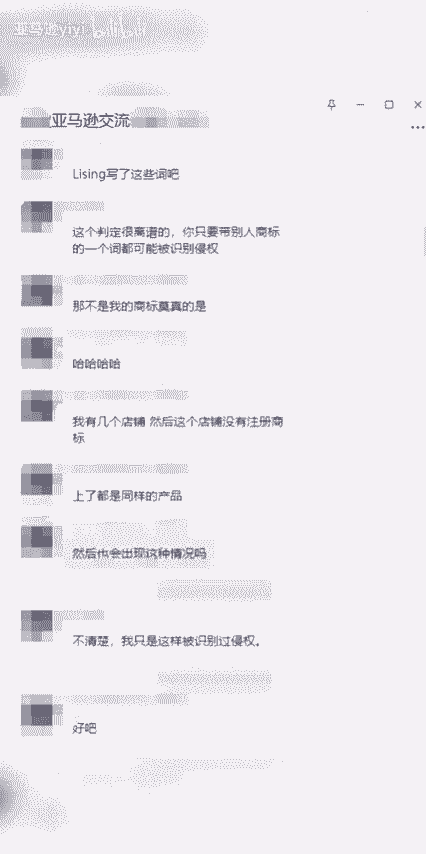 亚马逊yiyi bilibili
亚马逊交流
Lising写了这些词吧
这个判定很离谱的，你只要带别人商标
的一个词都可能被识别侵权
那不是我的商标莫真的是
哈哈哈哈
我有几个店铺 然后这个店铺没有注册商
标
上了都是同样的产品
然后也会出现这种情况吗
不清楚，我只是这样被识别过侵权。
好吧